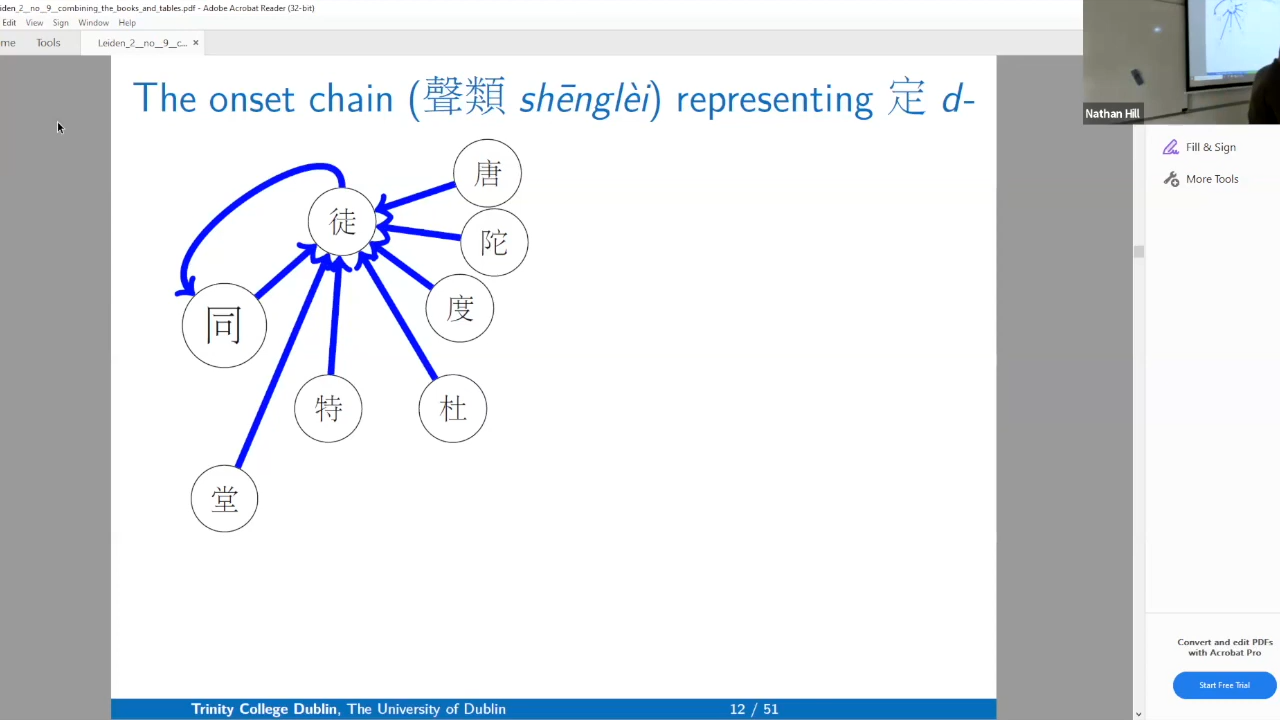 eiden_2__no__9__combining_the_books_and_tables.pdf - Adobe Acrobat Reader (32-bit)
Edit View Sign Window Help
me Tools Leiden_2__no__9__c... ×
The onset chain (聲類 shēnglèi) representing 定 d-
唐
徒
陀
度
同
特
杜
堂
Trinity College Dublin, The University of Dublin 12 / 51
Nathan Hill
Fill & Sign
More Tools
Convert and edit PDFs
with Acrobat Pro
Start Free Trial